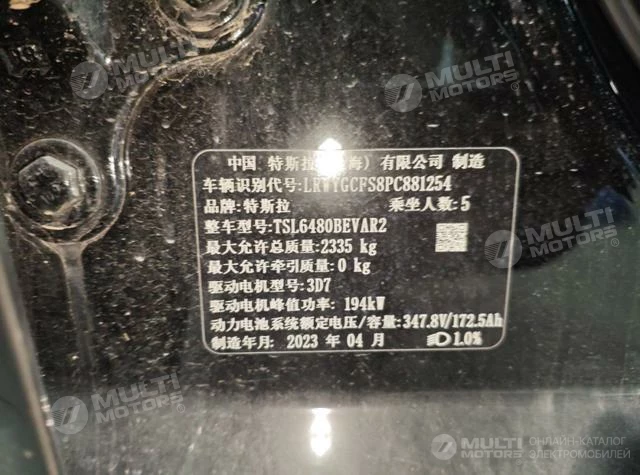 MULTI MOTORS®
MULTI MOTORS®
中国 特斯拉 海）有限公司 制造
车辆识别代号:LRWYGCFS8PC881254
品牌:特斯拉 乘坐人数:5
整车型号:TSL6480BEVAR2
最大允许总质量:2335 kg
最大允许牵引质量:0 kg
驱动电机型号:3D7
驱动电机峰值功率: 194kW
动力电池系统额定电压/容量:347.8V/172.5Ah
制造年月: 2023 年 04 月 1.0%
MULTI MOTORS®
MULTI MOTORS
ОНЛАЙН-КАТАЛОГ
ЭЛЕКТРОМОБИЛЕЙ